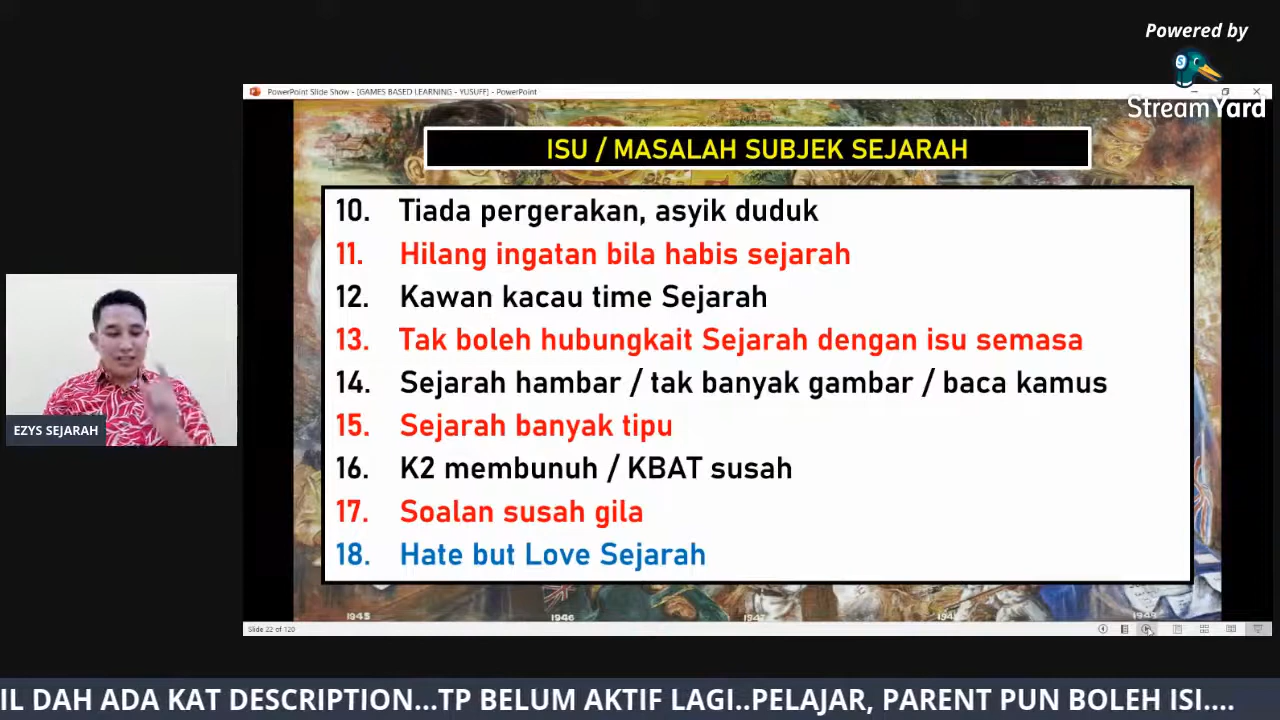 Powered by
StreamYard
PowerPoint Slide Show - [GAMES BASED LEARNING - YUSUFF] - PowerPoint
ISU / MASALAH SUBJEK SEJARAH
10. Tiada pergerakan, asyik duduk
11. Hilang ingatan bila habis sejarah
12. Kawan kacau time Sejarah
13. Tak boleh hubungkait Sejarah dengan isu semasa
14. Sejarah hambar / tak banyak gambar / baca kamus
15. Sejarah banyak tipu
16. K2 membunuh / KBAT susah
17. Soalan susah gila
18. Hate but Love Sejarah
EZYS SEJARAH
1945 1946 1947
Slide 22 of 120
IL DAH ADA KAT DESCRIPTION...TP BELUM AKTIF LAGI..PELAJAR, PARENT PUN BOLEH ISI....